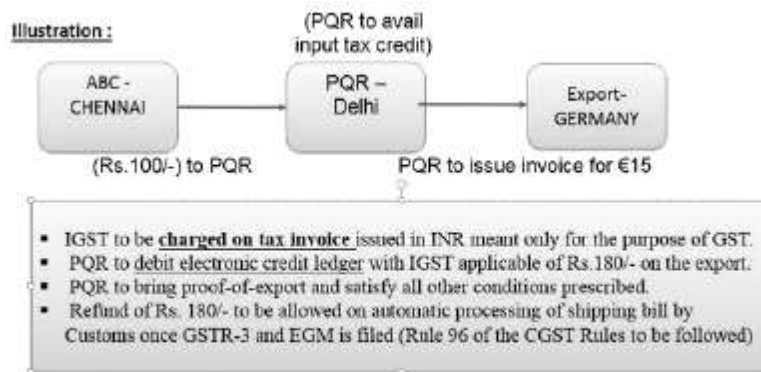 Illustration :
(PQR to avail
input tax credit)
ABC -
CHENNAI
PQR –
Delhi
Export-
GERMANY
(Rs.100/-) to PQR
PQR to issue invoice for €15
▪ IGST to be charged on tax invoice issued in INR meant only for the purpose of GST.
▪ PQR to debit electronic credit ledger with IGST applicable of Rs.180/- on the export.
▪ PQR to bring proof-of-export and satisfy all other conditions prescribed.
▪ Refund of Rs. 180/- to be allowed on automatic processing of shipping bill by
Customs once GSTR-3 and EGM is filed (Rule 96 of the CGST Rules to be followed)